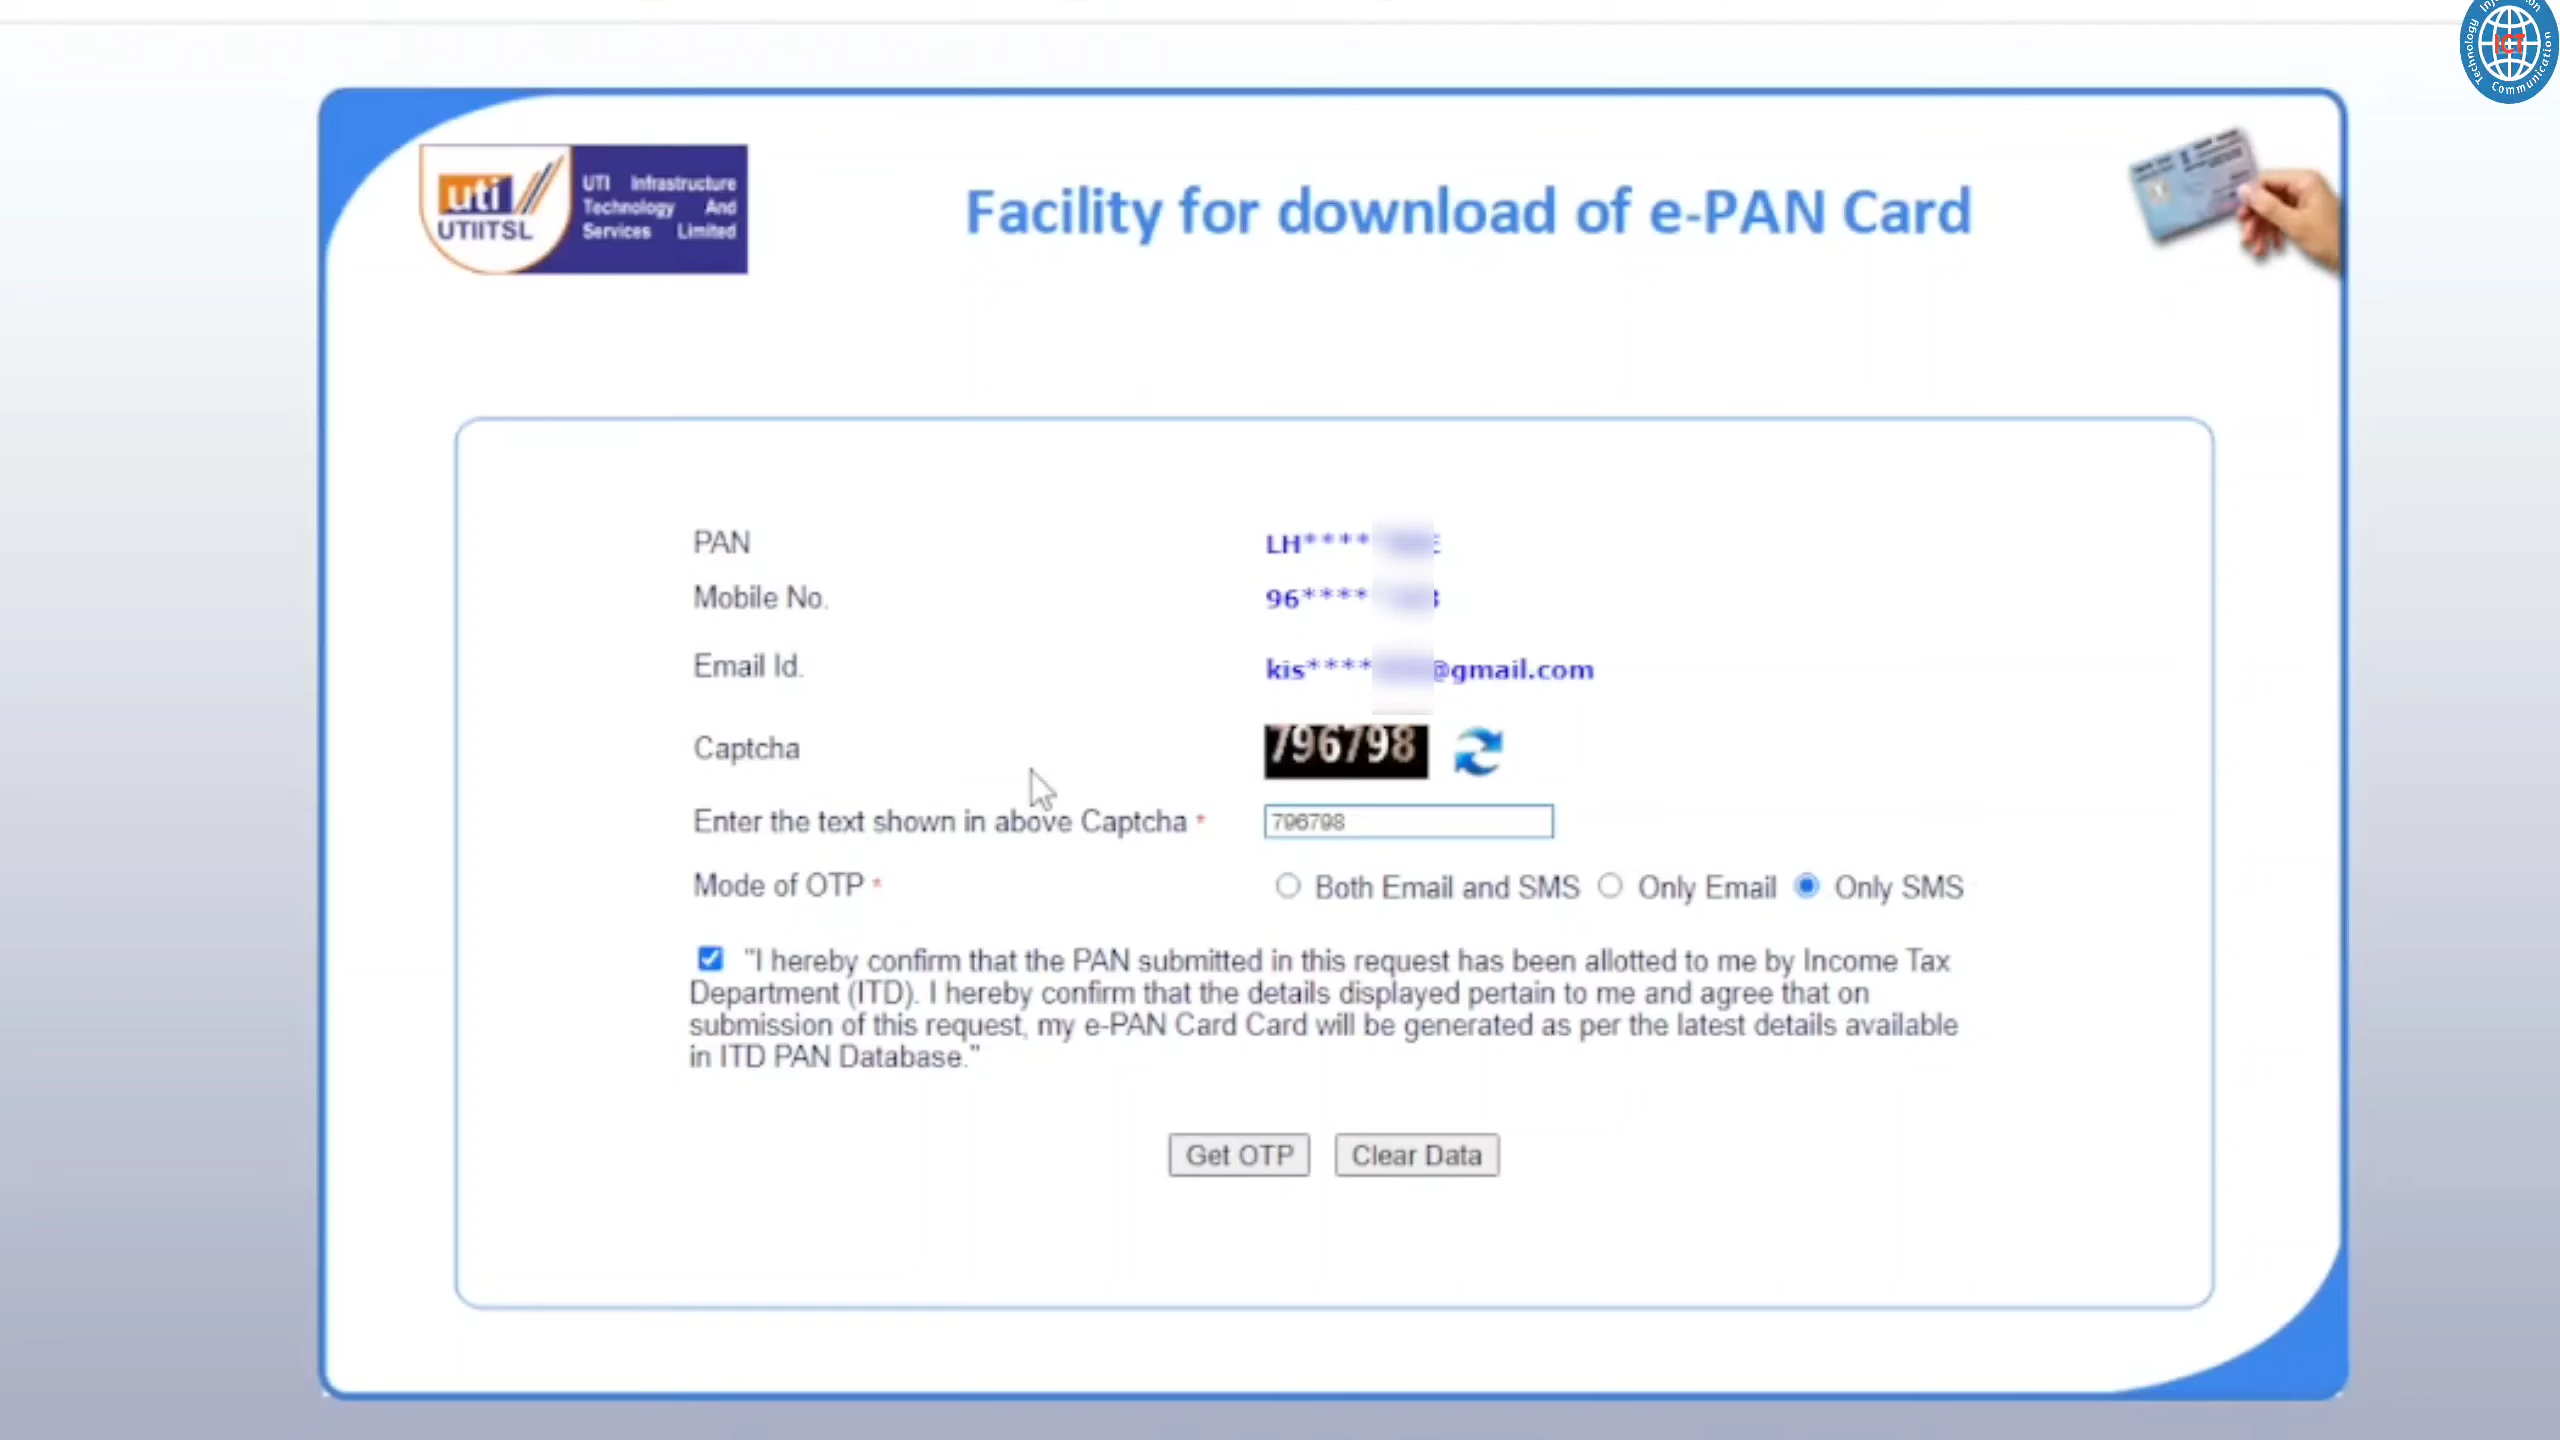 Technology Information Communication
ICT
uti
UTIITSL
UTI Infrastructure
Technology And
Services Limited
Facility for download of e-PAN Card
PAN LH****
Mobile No. 96****
Email Id. kis**** @gmail.com
Captcha 796798
Enter the text shown in above Captcha * 796798
Mode of OTP * Both Email and SMS Only Email Only SMS
"I hereby confirm that the PAN submitted in this request has been allotted to me by Income Tax
Department (ITD). I hereby confirm that the details displayed pertain to me and agree that on
submission of this request, my e-PAN Card Card will be generated as per the latest details available
in ITD PAN Database."
Get OTP Clear Data